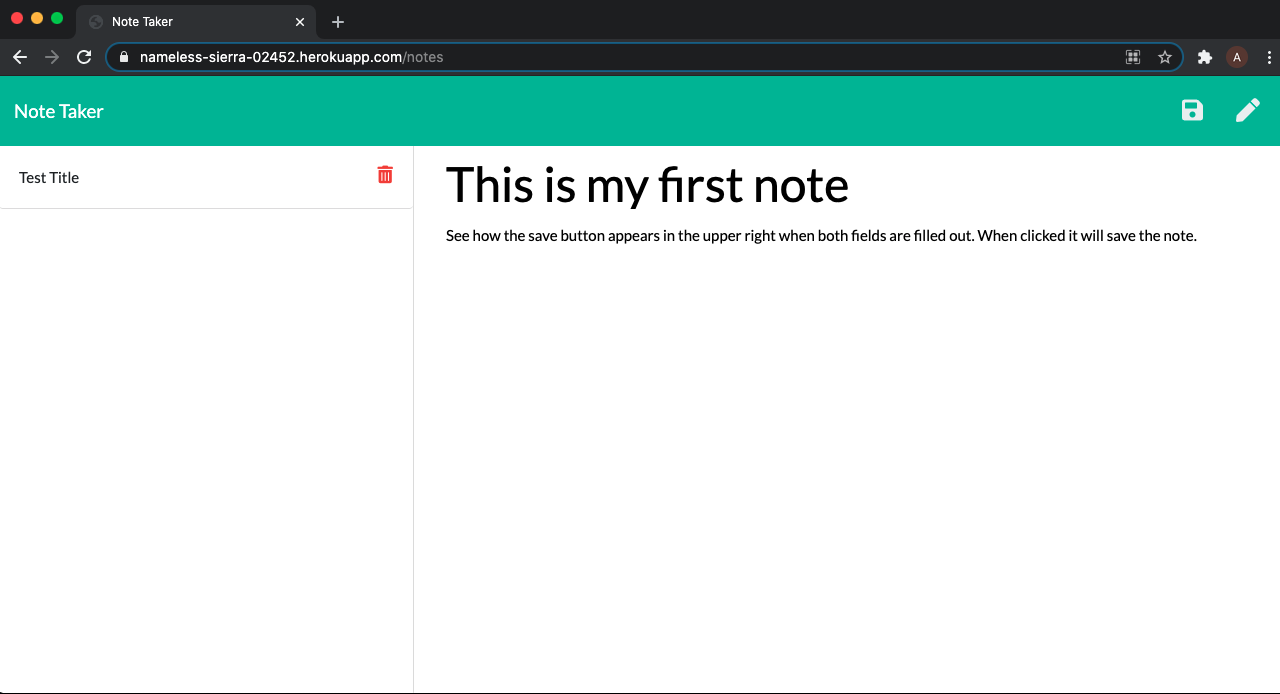 Note Taker
nameless-sierra-02452.herokuapp.com/notes
A
Note Taker
Test Title
This is my first note
See how the save button appears in the upper right when both fields are filled out. When clicked it will save the note.